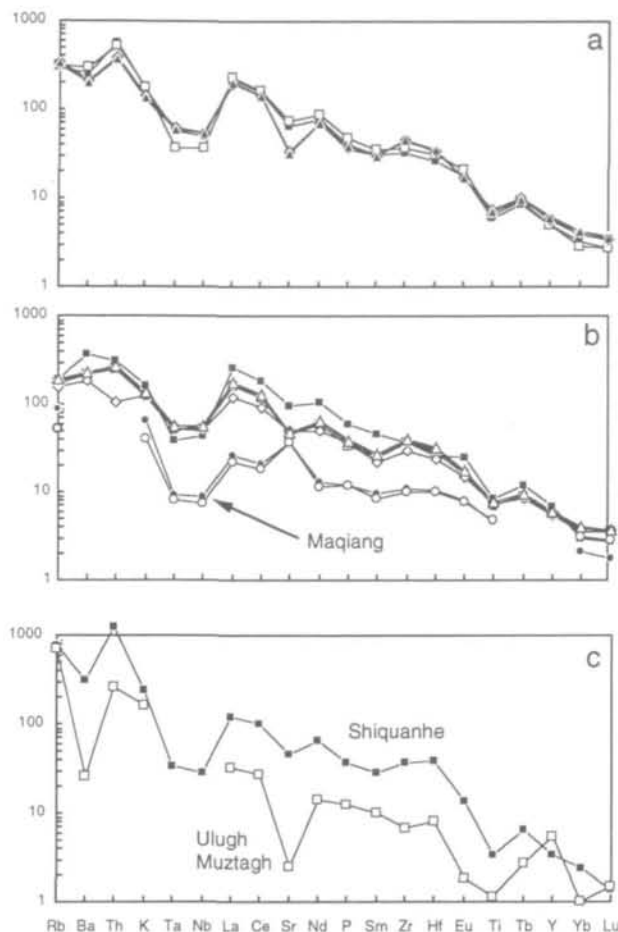 1000
a
100
10
1
1000
b
100
10
Maqiang
1
1000
c
Shiquanhe
100
10
Ulugh
Muztagh
1
Rb Ba Th K Ta Nb La Ce Sr Nd P Sm Zr Hf Eu Ti Tb Y Yb Lu